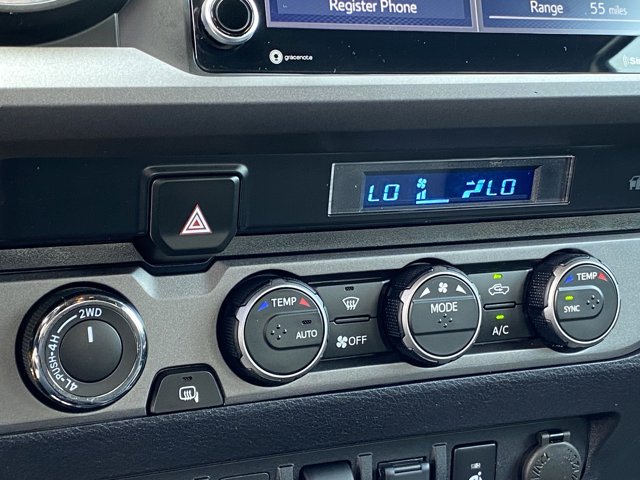 Register Phone
Range 55 miles
gracenote.
LO LO
2WD
4L-PUSH-4H
TEMP
AUTO
OFF
MODE
A/C
TEMP
SYNC